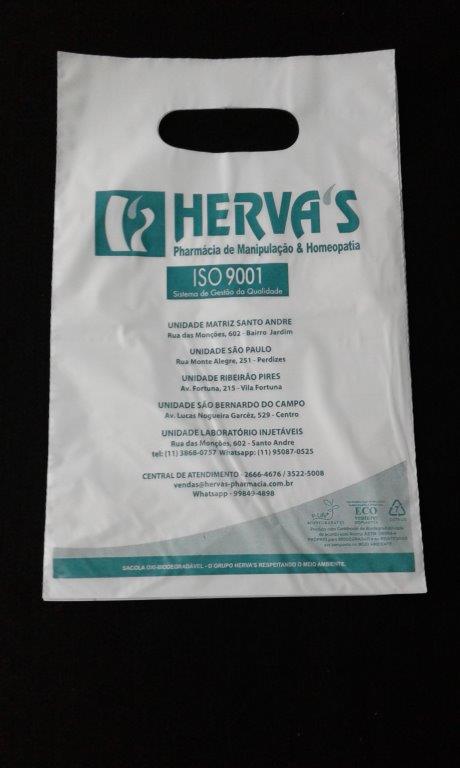 HERVA'S
Pharmácia de Manipulação & Homeopatia
ISO 9001
Sistema de Gestão da Qualidade
UNIDADE MATRIZ SANTO ANDRE
Rua das Monções, 602 - Bairro Jardim
UNIDADE SÃO PAULO
Rua Monte Alegre, 251 - Perdizes
UNIDADE RIBEIRÃO PIRES
Av. Fortuna, 215 - Vila Fortuna
UNIDADE SÃO BERNARDO DO CAMPO
Av. Lucas Nogueira Garcêz, 529 - Centro
UNIDADE LABORATÓRIO INJETÁVEIS
Rua das Monções, 602 - Santo Andre
tel: (11) 3868-0757 Whatsapp: (11) 95087-0525
CENTRAL DE ATENDIMENTO - 2666-4676 / 3522-5008
vendas@hervas-pharmacia.com.br
Whatsapp - 99849-4898
ECO
SACOLA OXI-BIODEGRADÁVEL - O GRUPO HERVA'S RESPEITANDO O MEIO AMBIENTE.